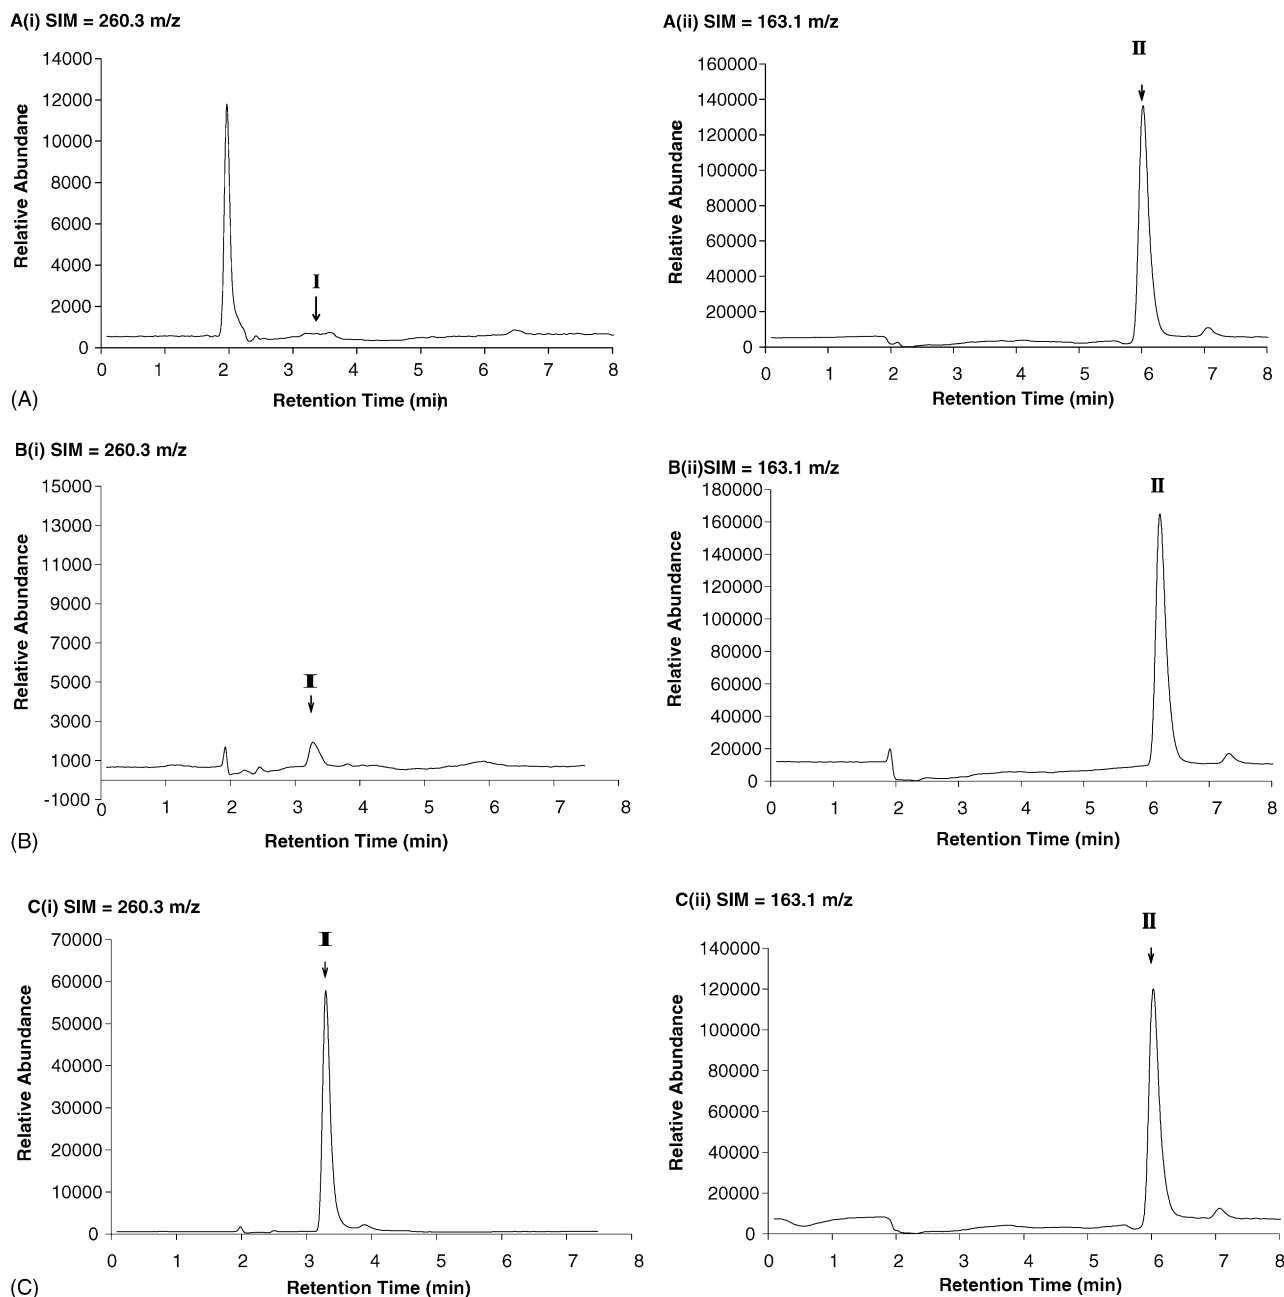 A(i) SIM = 260.3 m/z
14000
12000
10000
8000
6000
4000
2000
0
Relative Abundane
I
0 1 2 3 4 5 6 7 8
Retention Time (min)
(A)
A(ii) SIM = 163.1 m/z
II
160000
140000
120000
100000
80000
60000
40000
20000
0
Relative Abundane
0 1 2 3 4 5 6 7 8
Retention Time (min)
B(i) SIM = 260.3 m/z
15000
13000
11000
9000
7000
5000
3000
1000
-1000
Relative Abundance
I
0 1 2 3 4 5 6 7 8
Retention Time (min)
(B)
B(ii)SIM = 163.1 m/z
II
180000
160000
140000
120000
100000
80000
60000
40000
20000
0
Relative Abundance
0 1 2 3 4 5 6 7 8
Retention Time (min)
C(i) SIM = 260.3 m/z
I
70000
60000
50000
40000
30000
20000
10000
0
Relative Abundance
0 1 2 3 4 5 6 7 8
Retention Time (min)
(C)
C(ii) SIM = 163.1 m/z
II
140000
120000
100000
80000
60000
40000
20000
0
Relative Abundance
0 1 2 3 4 5 6 7 8
Retention Time (min)